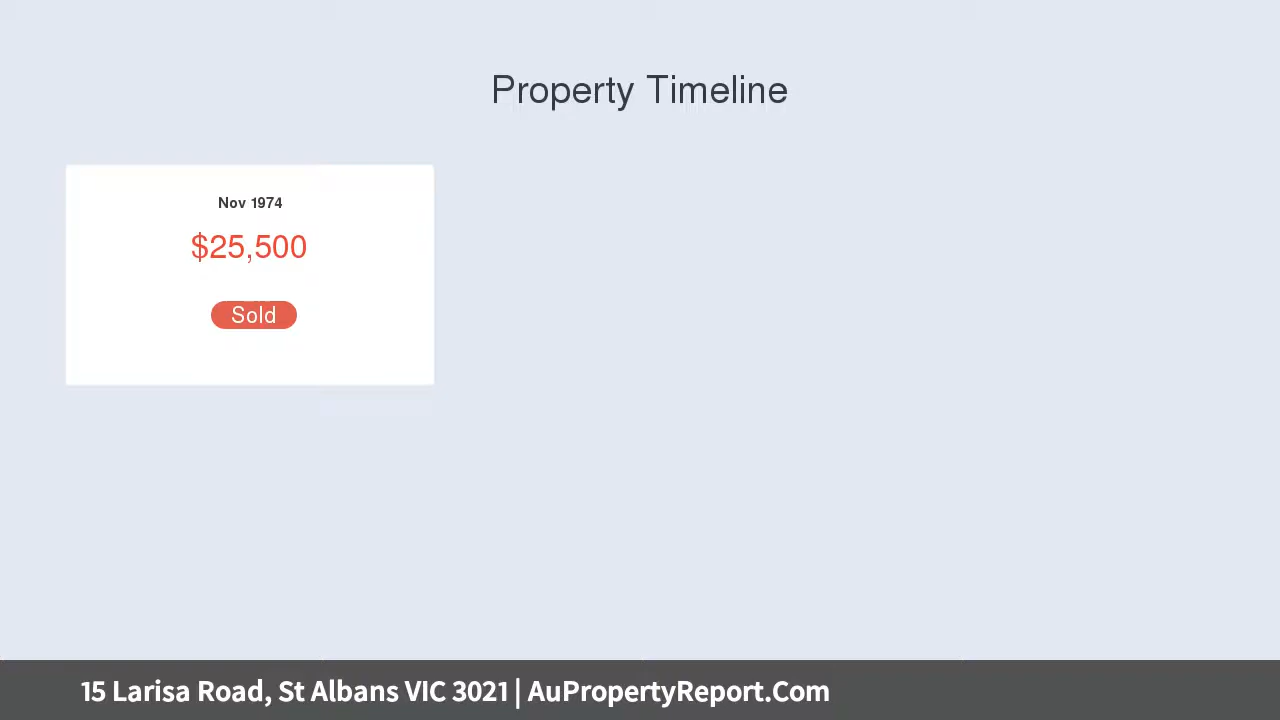 Property Timeline
Nov 1974
$25,500
Sold
15 Larisa Road, St Albans VIC 3021 | AuPropertyReport.Com